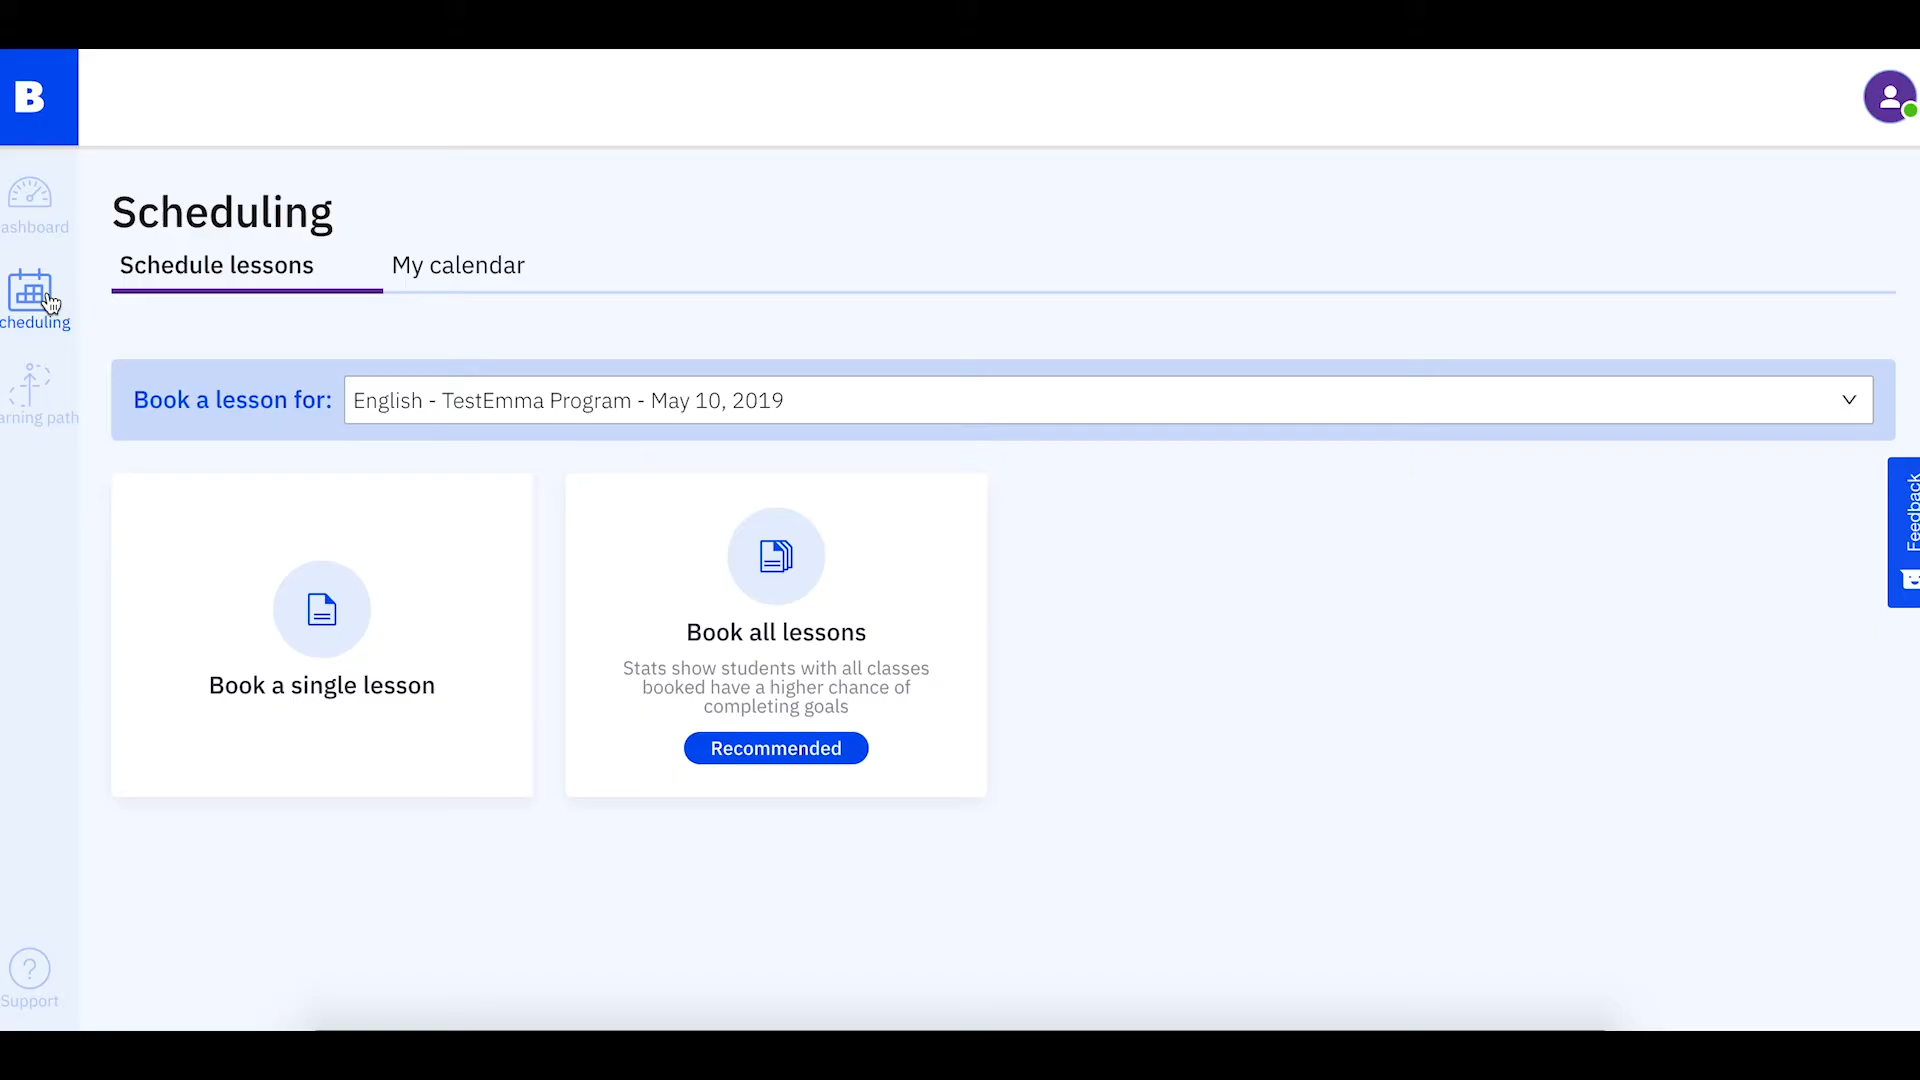 B
ashboard
cheduling
arning path
Support
Scheduling
Schedule lessons
My calendar
Book a lesson for:
English - TestEmma Program - May 10, 2019
Book a single lesson
Book all lessons
Stats show students with all classes
booked have a higher chance of
completing goals
Recommended
Feedback